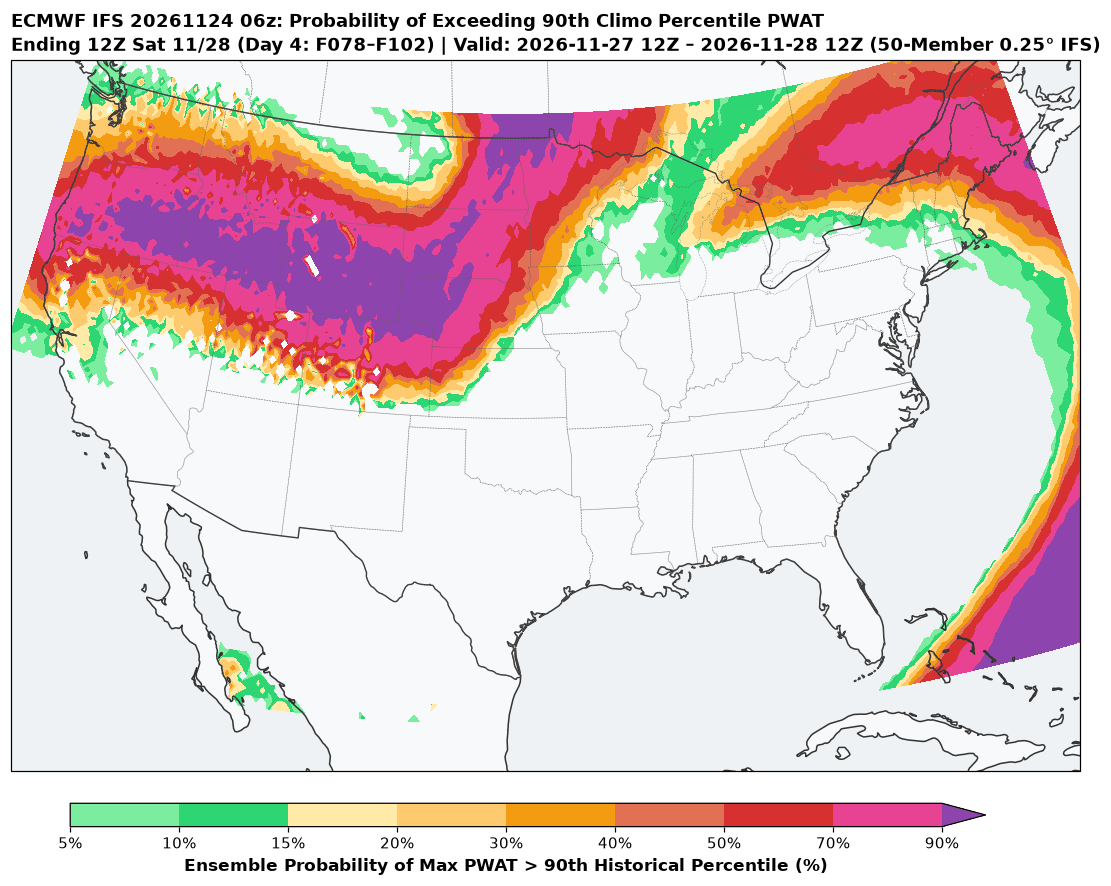 ECMWF IFS 20261124 06z: Probability of Exceeding 90th Climo Percentile PWAT
Ending 12Z Sat 11/28 (Day 4: F078–F102) | Valid: 2026-11-27 12Z – 2026-11-28 12Z (50-Member 0.25° IFS)
5% 10% 15% 20% 30% 40% 50% 70% 90%
Ensemble Probability of Max PWAT > 90th Historical Percentile (%)